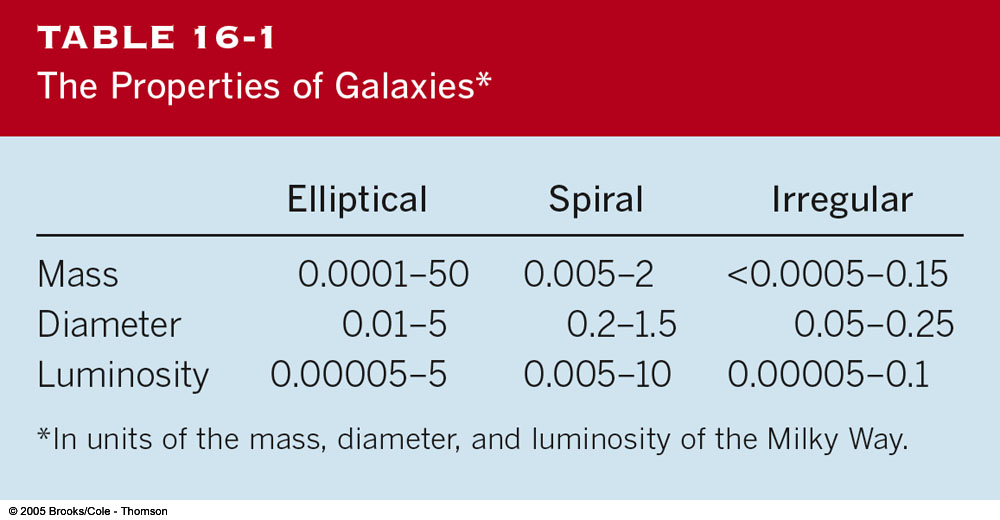 TABLE 16-1
The Properties of Galaxies*
Elliptical Spiral Irregular
Mass 0.0001–50 0.005–2 <0.0005–0.15
Diameter 0.01–5 0.2–1.5 0.05–0.25
Luminosity 0.00005–5 0.005–10 0.00005–0.1
*In units of the mass, diameter, and luminosity of the Milky Way.
© 2005 Brooks/Cole - Thomson